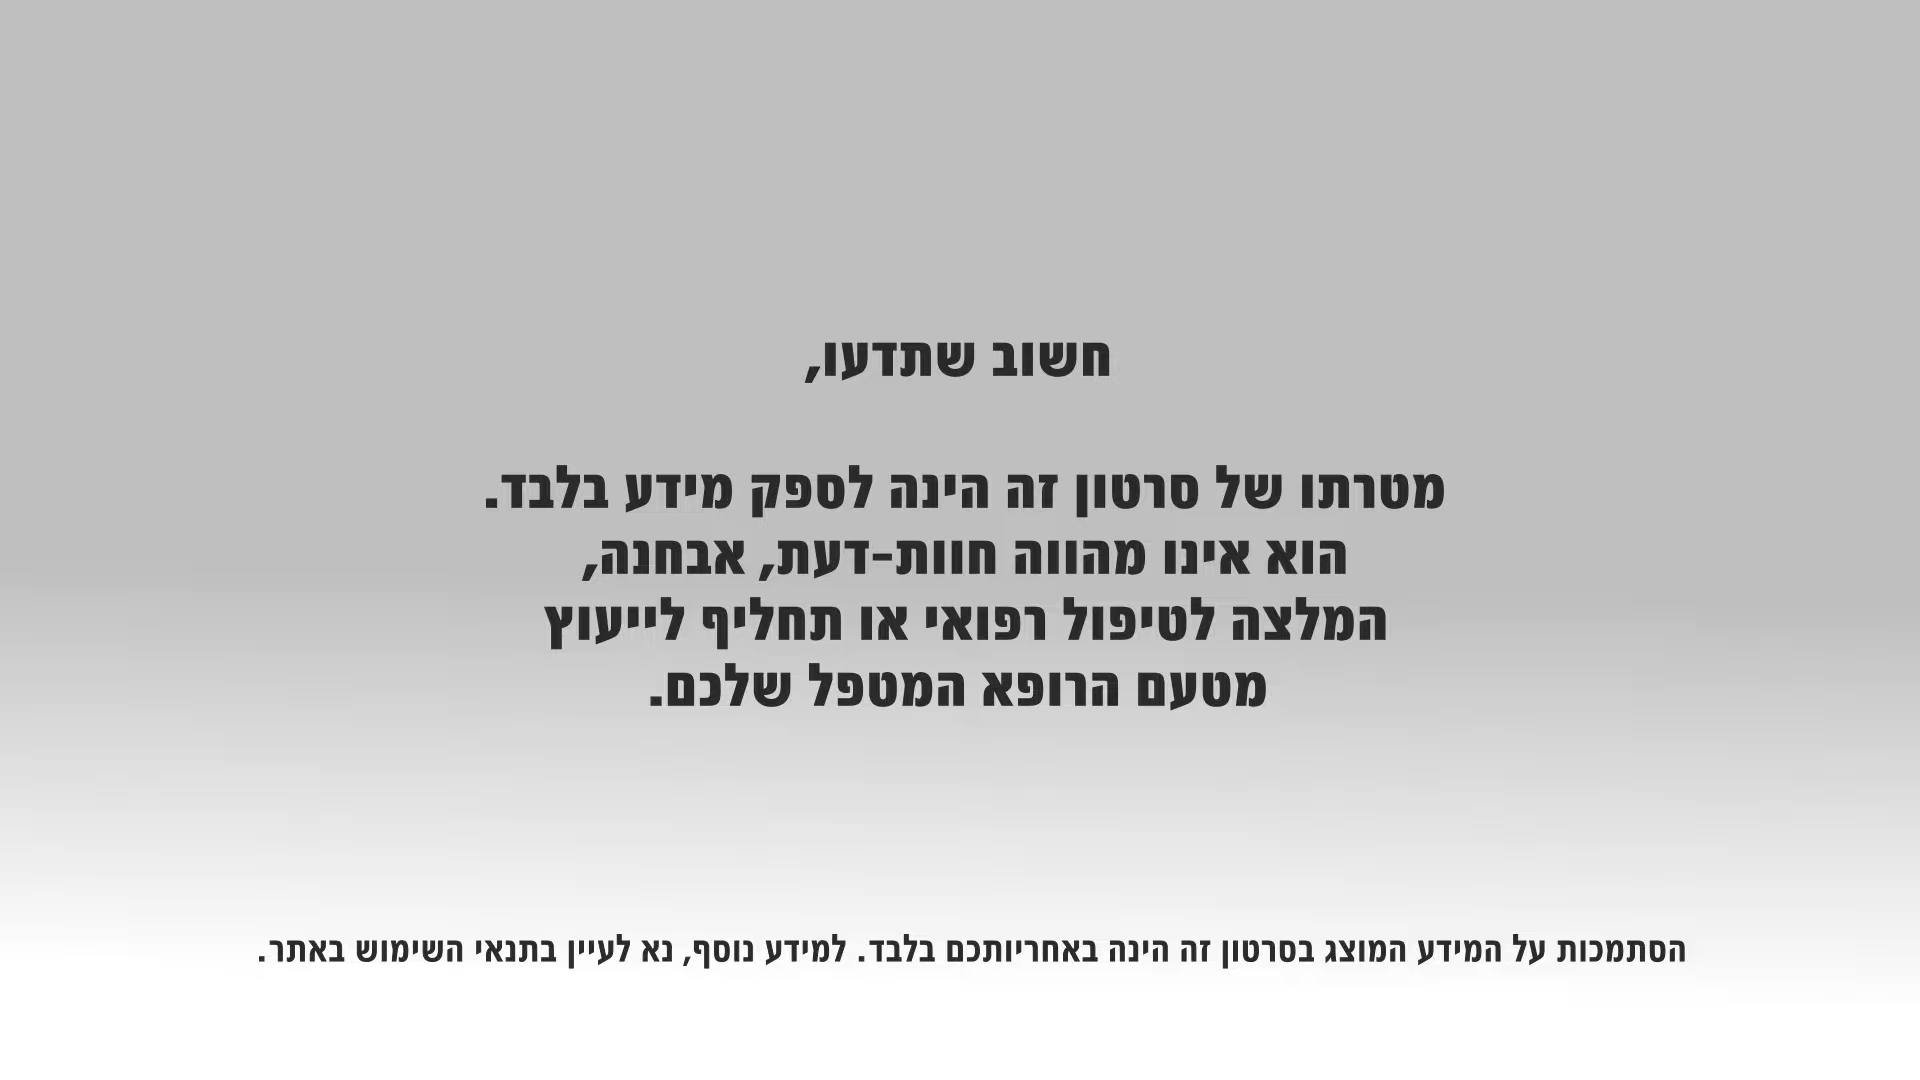 חשוב שתדעו,
מטרתו של סרטון זה הינה לספק מידע בלבד.
הוא אינו מהווה חוות-דעת, אבחנה,
המלצה לטיפול רפואי או תחליף לייעוץ
מטעם הרופא המטפל שלכם.
הסתמכות על המידע המוצג בסרטון זה הינה באחריותכם בלבד. למידע נוסף, נא לעיין בתנאי השימוש באתר.